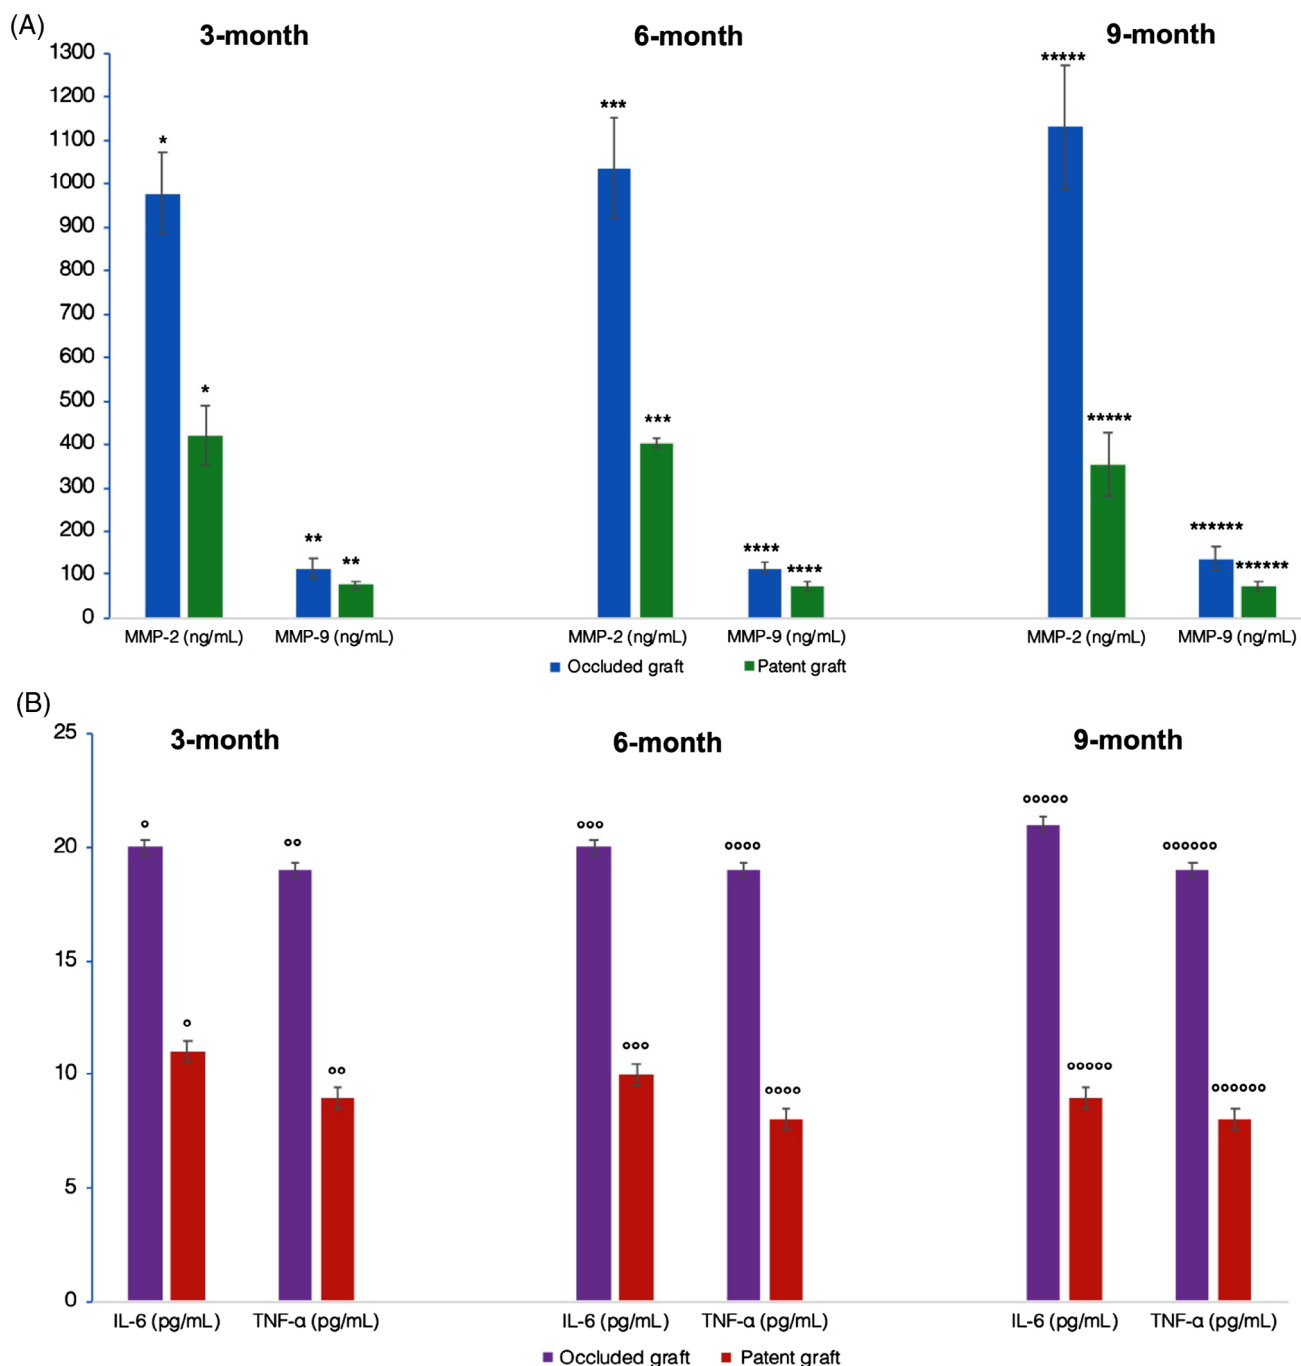 (A)
3-month 6-month 9-month
1300
1200
1100
1000
900
800
700
600
500
400
300
200
100
0
* * ** ** *** *** **** **** ***** ***** ****** ******
MMP-2 (ng/mL) MMP-9 (ng/mL) MMP-2 (ng/mL) MMP-9 (ng/mL) MMP-2 (ng/mL) MMP-9 (ng/mL)
Occluded graft Patent graft
(B)
3-month 6-month 9-month
25
20
15
10
5
0
° ° °° °° °°° °°° °°°° °°°° °°°°° °°°°° °°°°°° °°°°°°
IL-6 (pg/mL) TNF-α (pg/mL) IL-6 (pg/mL) TNF-α (pg/mL) IL-6 (pg/mL) TNF-α (pg/mL)
Occluded graft Patent graft